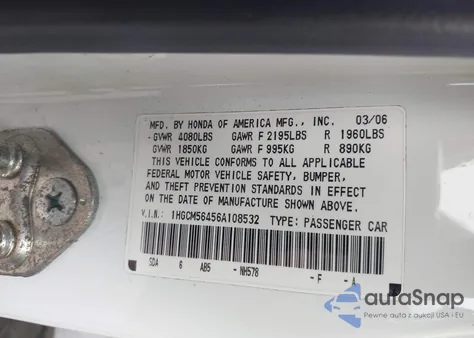 MFD. BY HONDA OF AMERICA MFG., INC. 03/06
GVWR 4080LBS GAWR F 2195LBS R 1960LBS
GVWR 1850KG GAWR F 995KG R 890KG
THIS VEHICLE CONFORMS TO ALL APPLICABLE
FEDERAL MOTOR VEHICLE SAFETY, BUMPER,
AND THEFT PREVENTION STANDARDS IN EFFECT
ON THE DATE OF MANUFACTURE SHOWN ABOVE.
V.I.N.: 1HGCM56456A108532 TYPE: PASSENGER CAR
SDA 6 AB5 -NH578 -F -A
autaSnap
Pewne auta z aukcji USA i EU